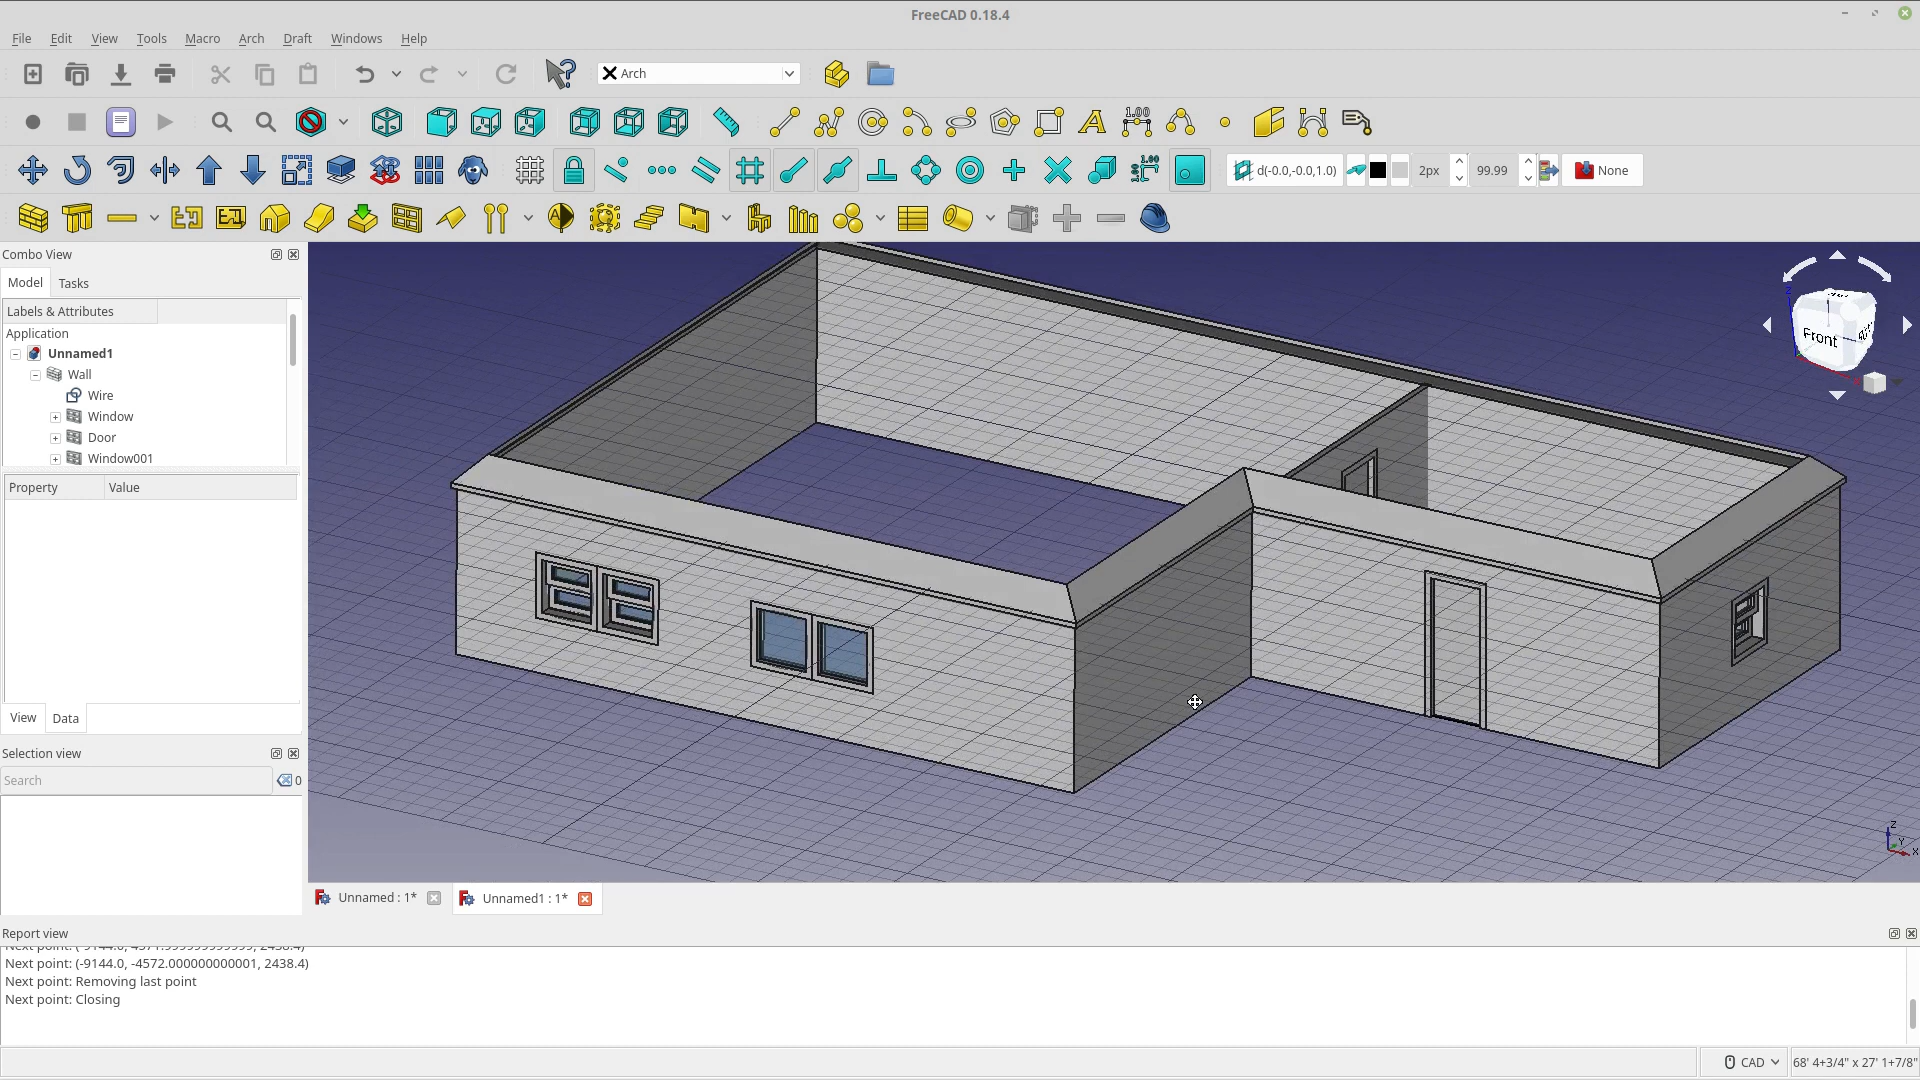 FreeCAD 0.18.4
File Edit View Tools Macro Arch Draft Windows Help
Arch
1.00
1.00
d(-0.0,-0.0,1.0)
2px
99.99
None
Combo View
Model Tasks
Labels & Attributes
Application
Unnamed1
Wall
Wire
Window
Door
Window001
Property Value
View Data
Selection view
Search
0
Front
Z
Y
X
Unnamed : 1*
Unnamed1 : 1*
Report view
Next point: (-9144.0, -4572.000000000001, 2438.4)
Next point: Removing last point
Next point: Closing
CAD
68' 4+3/4" x 27' 1+7/8"